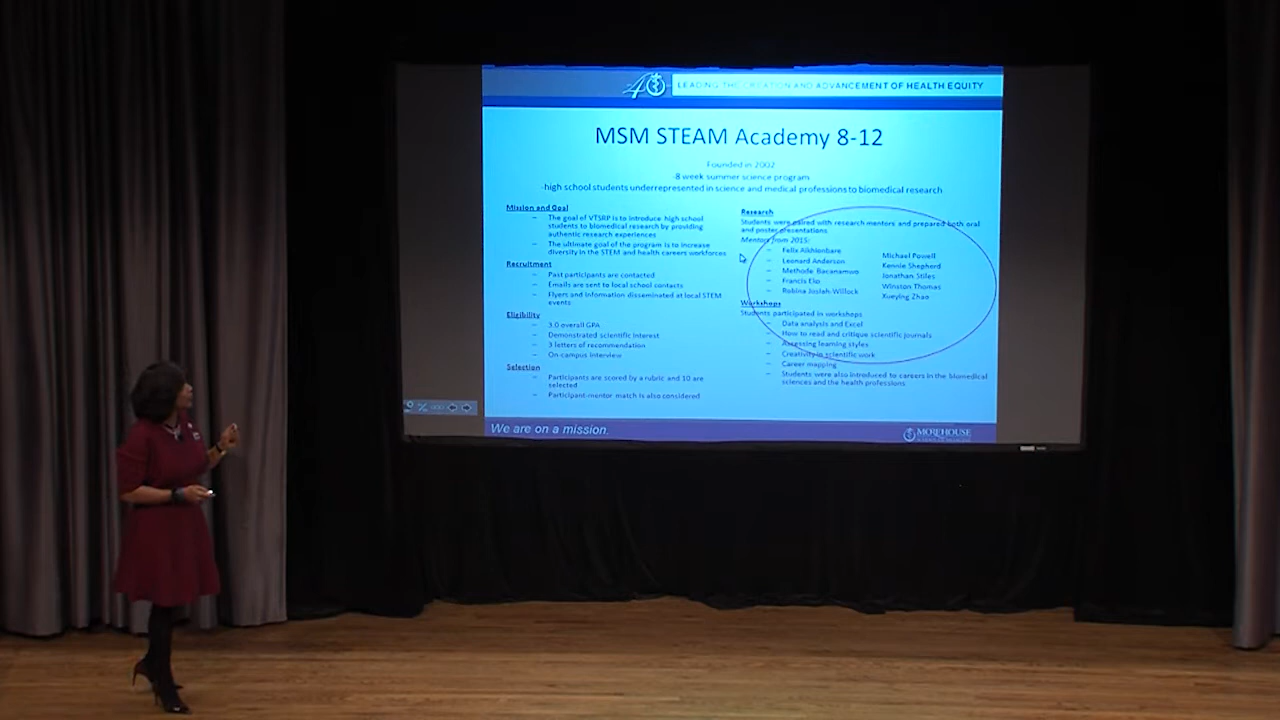 LEADING THE CREATION AND ADVANCEMENT OF HEALTH EQUITY
MSM STEAM Academy 8-12
Founded in 2002
-8 week summer science program
-high school students underrepresented in science and medical professions to biomedical research
Mission and Goal
– The goal of VTSRP is to introduce high school
students to biomedical research by providing
authentic research experiences
– The ultimate goal of the program is to increase
diversity in the STEM and health careers workforces
Recruitment
– Past participants are contacted
– Emails are sent to local school contacts
– Flyers and information disseminated at local STEM
events
Eligibility
– 3.0 overall GPA
– Demonstrated scientific interest
– 3 letters of recommendation
– On-campus interview
Selection
– Participants are scored by a rubric and 10 are
selected
– Participant-mentor match is also considered
Research
Students were paired with research mentors and prepared both oral
and poster presentations
Mentors from 2015:
– Felix Aikhionbare
– Leonard Anderson
– Methode Bacanamwo
– Francis Eko
– Robina Josiah-Willock
Michael Powell
Kennie Shepherd
Jonathan Stiles
Winston Thomas
Xueying Zhao
Workshops
Students participated in workshops
– Data analysis and Excel
– How to read and critique scientific journals
– Assessing learning styles
– Creativity in scientific work
– Career mapping
– Students were also introduced to careers in the biomedical
sciences and the health professions
We are on a mission.
MOREHOUSE